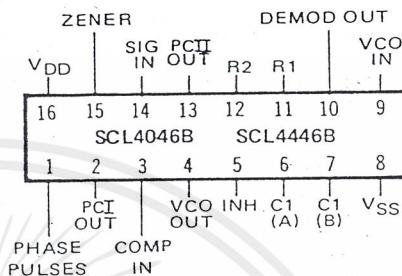 ZENER
DEMOD OUT
SIG IN
PCII OUT
VCO IN
VDD
R2
R1
16 15 14 13 12 11 10 9
SCL4046B SCL4446B
1 2 3 4 5 6 7 8
PCI OUT
VCO OUT
INH
C1 (A)
C1 (B)
VSS
PHASE PULSES
COMP IN